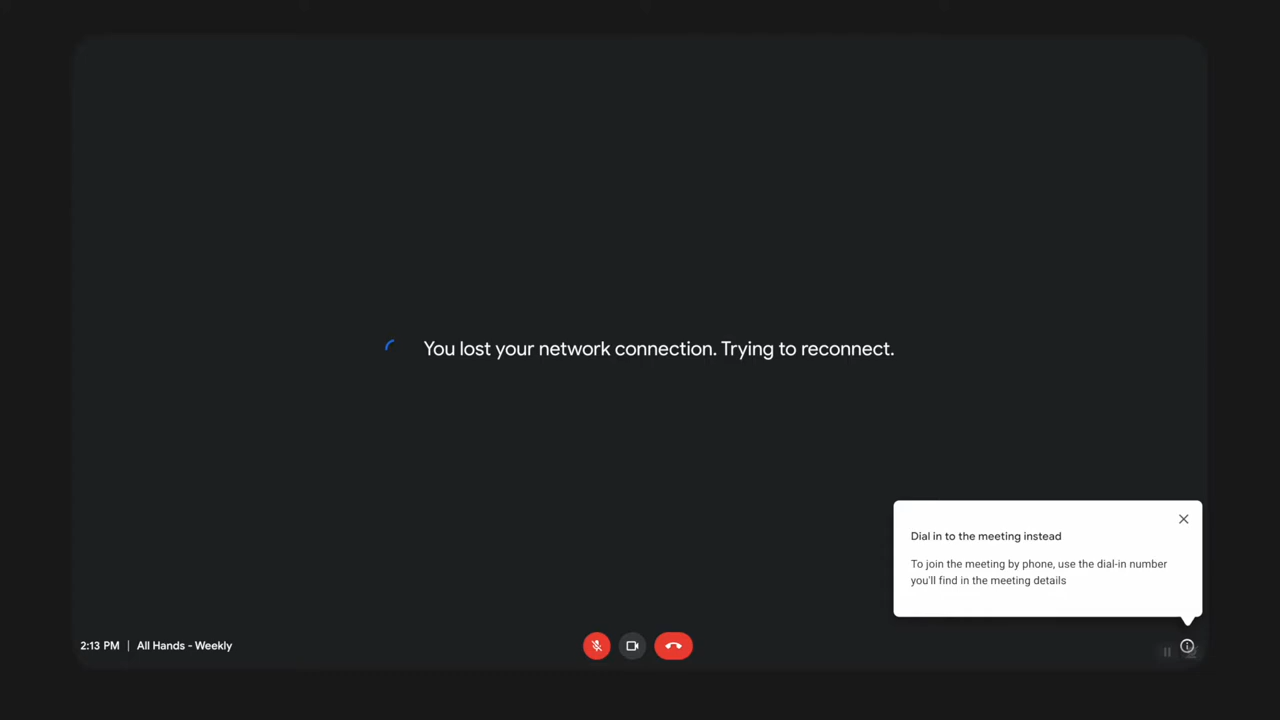 You lost your network connection. Trying to reconnect.
Dial in to the meeting instead
To join the meeting by phone, use the dial-in number
you'll find in the meeting details
2:13 PM | All Hands - Weekly